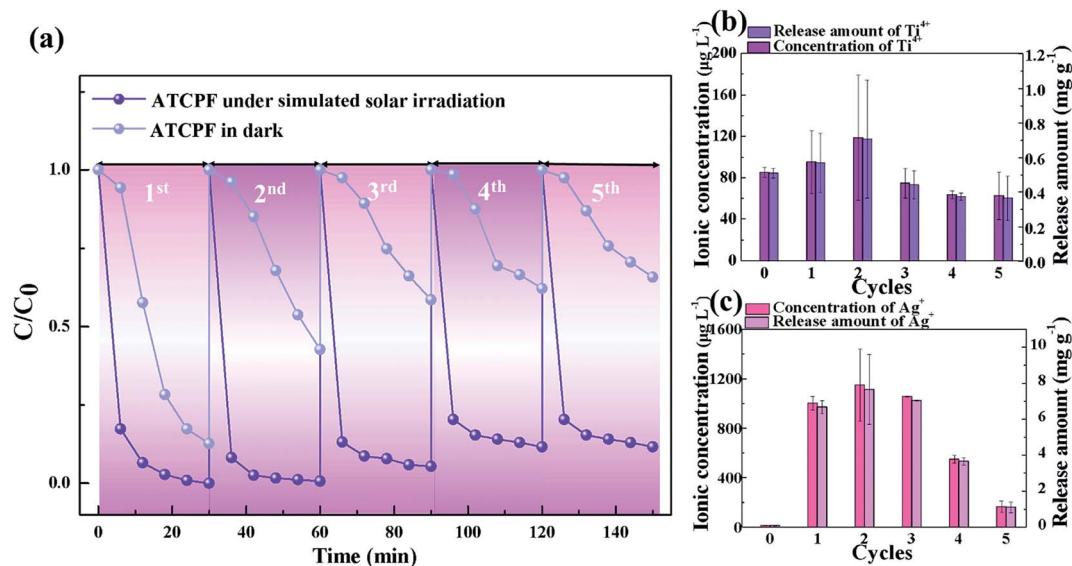 (a)
ATCPF under simulated solar irradiation
ATCPF in dark
1st 2nd 3rd 4th 5th
1.0
0.5
0.0
C/C0
0 20 40 60 80 100 120 140
Time (min)
(b)
Release amount of Ti4+
Concentration of Ti4+
200
160
120
80
60
0
Ionic concentration (µg L-1)
1.2
1.0
0.8
0.6
0.4
0.2
0.0
Release amount (mg g-1)
0 1 2 3 4 5
Cycles
(c)
Concentration of Ag+
Release amount of Ag+
1600
1200
800
400
0
Ionic concentration (µg L-1)
10
8
6
4
2
0
Release amount (mg g-1)
0 1 2 3 4 5
Cycles